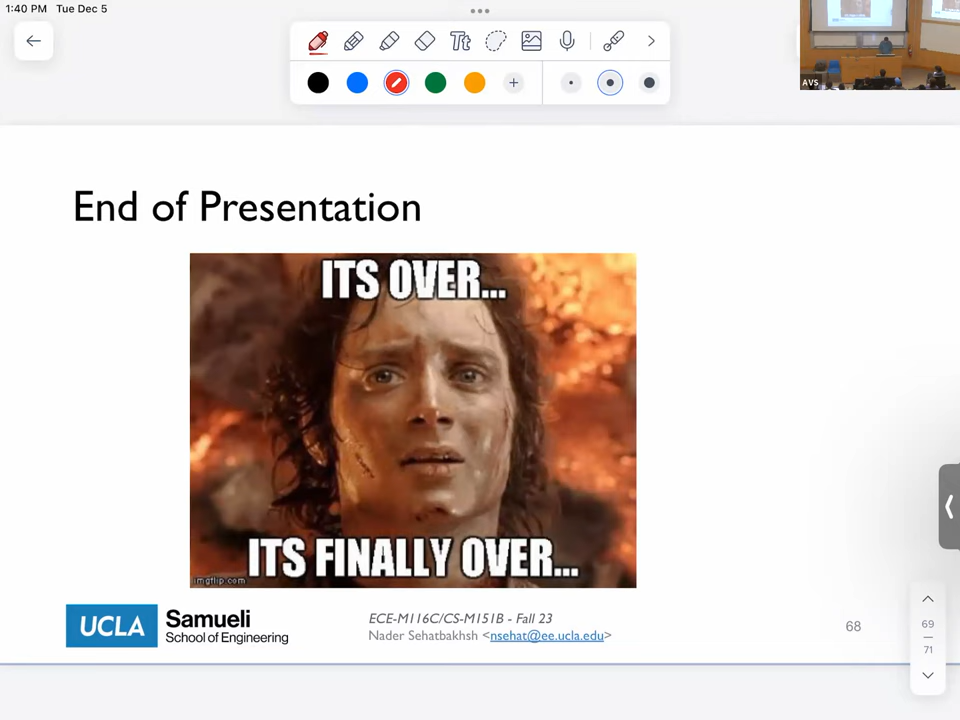 1:40 PM Tue Dec 5
Tt
AVS
End of Presentation
ITS OVER...
ITS FINALLY OVER...
imgflip.com
UCLA
Samueli
School of Engineering
ECE-M116C/CS-M151B - Fall 23
Nader Sehatbakhsh <nsehat@ee.ucla.edu>
68
69
71